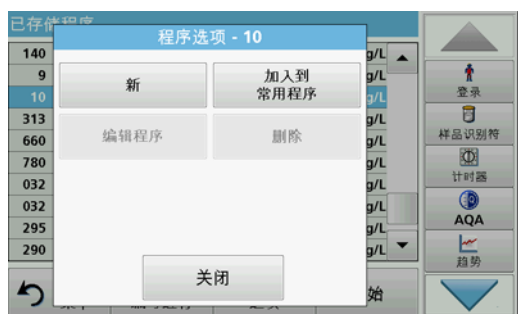 已存储程序
程序选项 - 10
140
9
10
313
660
780
032
032
295
290
g/L
g/L
g/L
g/L
g/L
g/L
g/L
g/L
g/L
g/L
新
加入到
常用程序
编辑程序
删除
关闭
始
登录
样品识别符
计时器
AQA
趋势